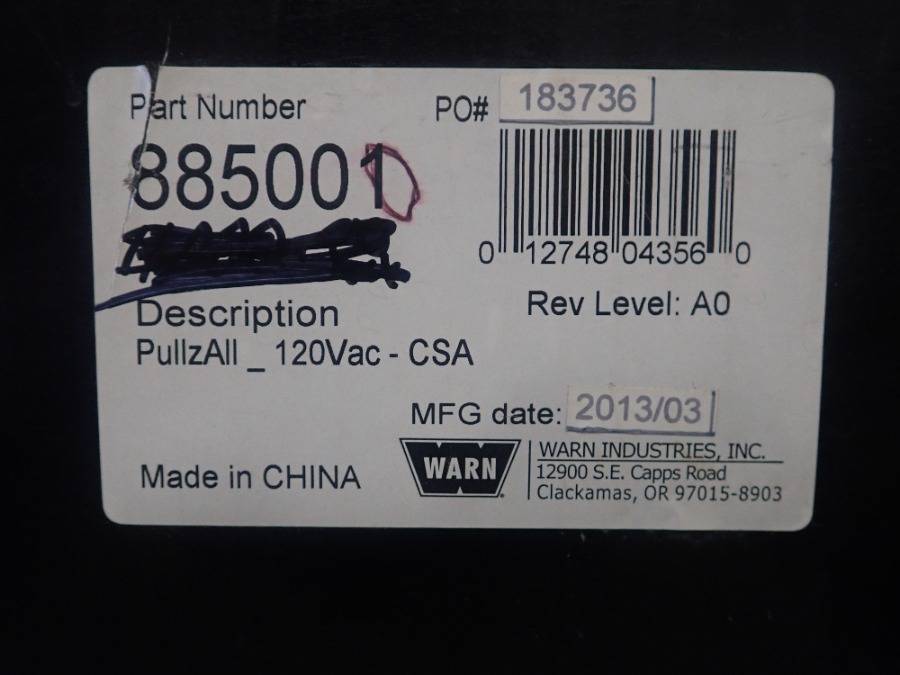 Part Number
885001
PO# 183736
0 12748 04356 0
Rev Level: A0
Description
PullzAll _ 120Vac - CSA
MFG date: 2013/03
Made in CHINA
WARN
WARN INDUSTRIES, INC.
12900 S.E. Capps Road
Clackamas, OR 97015-8903